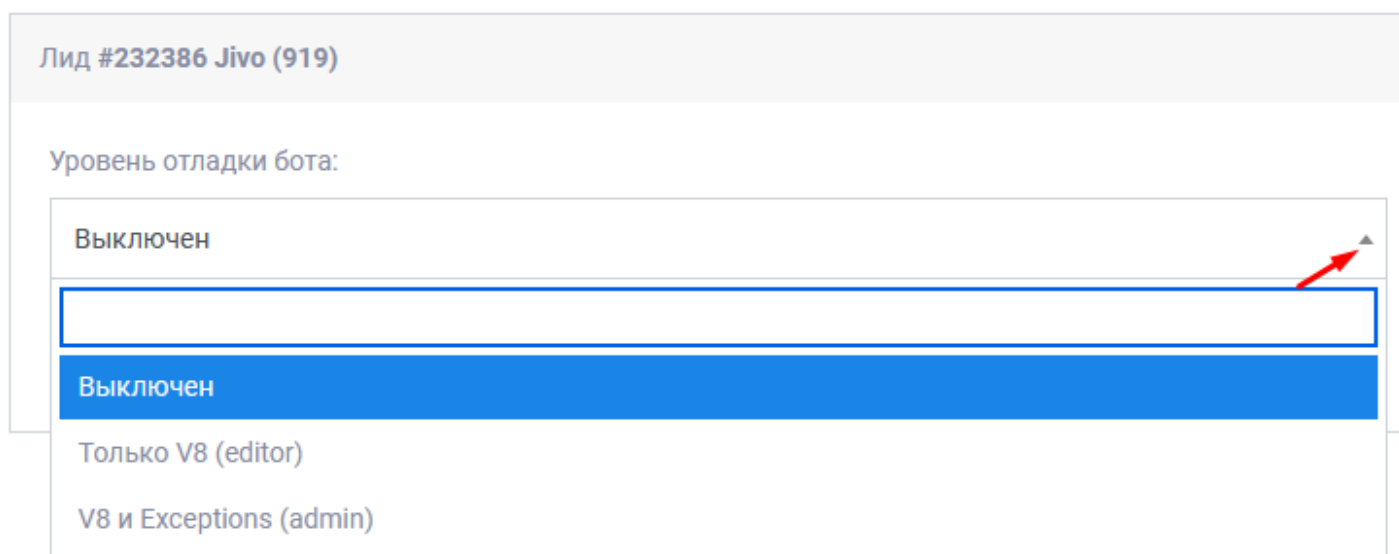 Лид #232386 Jivo (919)
Уровень отладки бота:
Выключен
Выключен
Только V8 (editor)
V8 и Exceptions (admin)